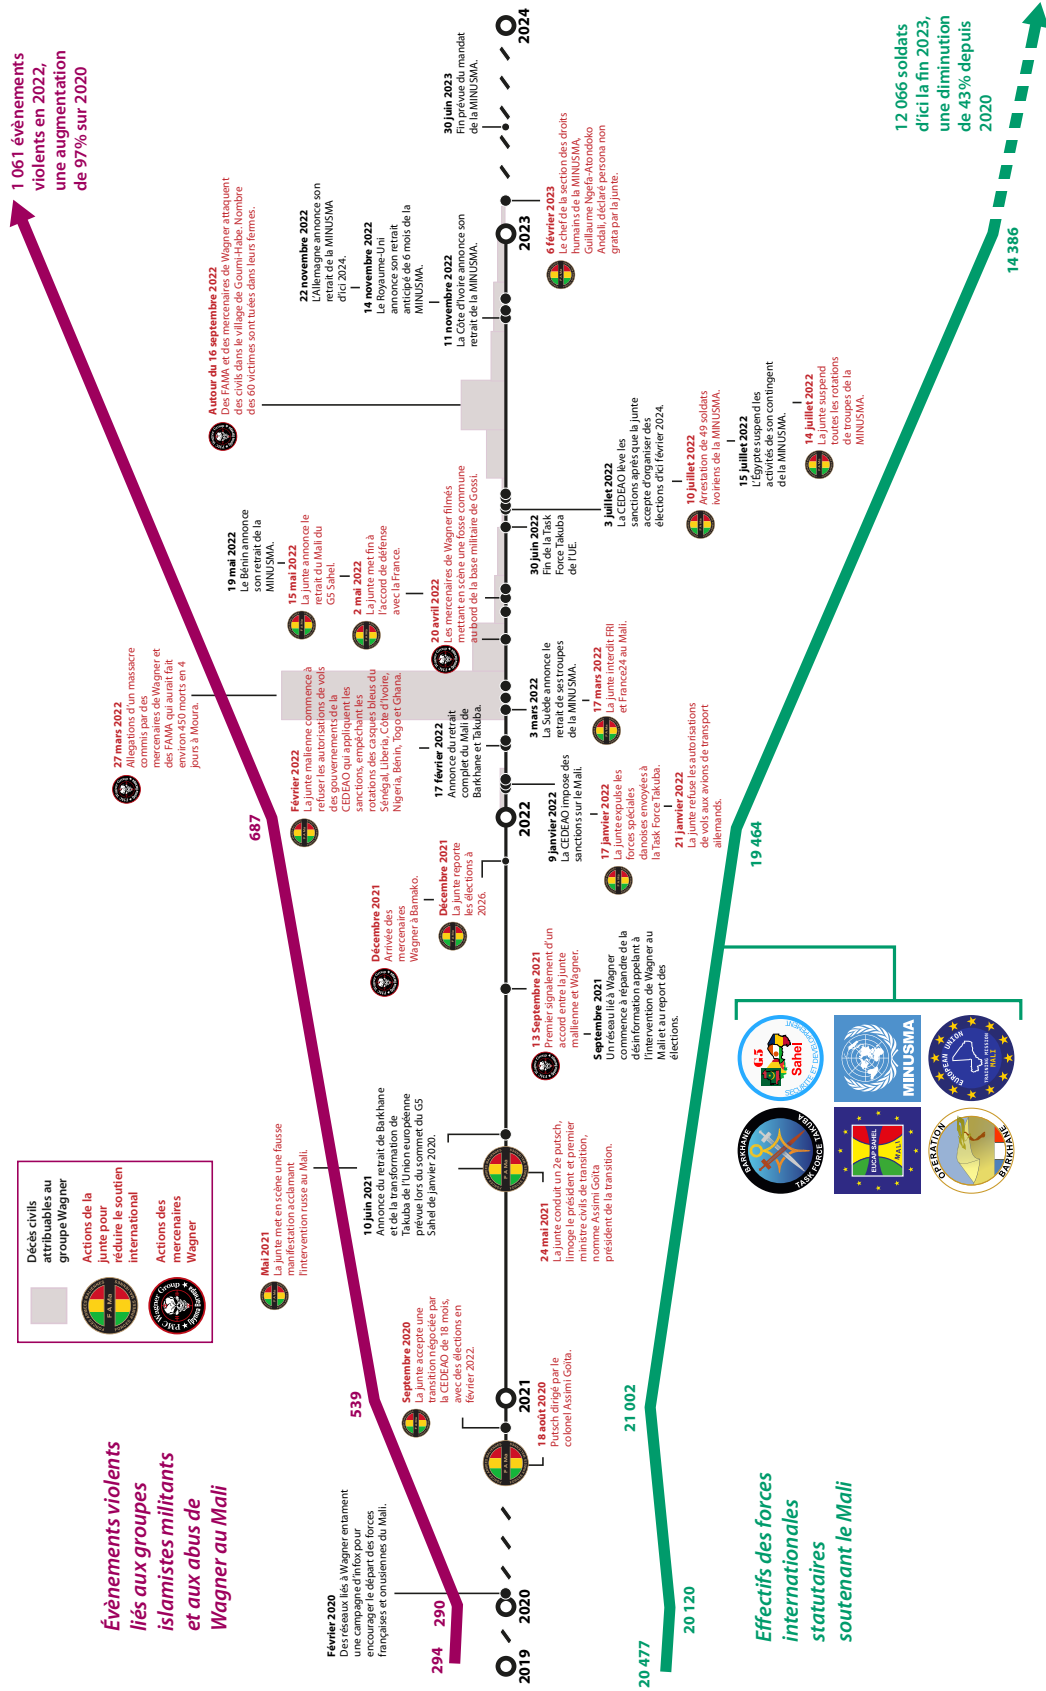 Évènements violents
liés aux groupes
islamistes militants
et aux abus de
Wagner au Mali
Décès civils
attribuables au
groupe Wagner
Actions de la
junte pour
réduire le soutien
international
Actions des
mercenaires
Wagner
294
290
539
687
1 061 évènements
violents en 2022,
une augmentation
de 97% sur 2020
Février 2020
Des réseaux liés à Wagner entament
une campagne d'infox pour
encourager le départ des forces
françaises et onusiennes du Mali.
Septembre 2020
La junte accepte une
transition négociée par
la CEDEAO de 18 mois,
avec des élections en
février 2022.
Mai 2021
La junte met en scène une fausse
manifestation acclamant
l'intervention russe au Mali.
10 juin 2021
Annonce du retrait de Barkhane
et de la transformation de
Takuba de l'Union européenne
prévue lors du sommet du G5
Sahel de janvier 2020.
Décembre 2021
Arrivée des
mercenaires
Wagner à Bamako.
Décembre 2021
La junte reporte
les élections à
2026.
27 mars 2022
Allegations d'un massacre
commis par des
mercenaires de Wagner et
des FAMA qui aurait fait
environ 450 morts en 4
jours à Moura.
Février 2022
La junte malienne commence à
refuser les autorisations de vols
des gouvernements de la
CEDEAO qui appliquent les
sanctions, empêchant les
rotations des casques bleus du
Sénégal, Liberia, Côte d'Ivoire,
Nigeria. Bénin, Togo et Ghana.
17 février 2022
Annonce du retrait
complet du Mali de
Barkhane et Takuba.
19 mai 2022
Le Bénin annonce
son retrait de la
MINUSMA.
15 mai 2022
La junte annonce le
retrait du Mali du
G5 Sahel.
2 mai 2022
La junte met fin à
l'accord de défense
avec la France.
20 avril 2022
Les mercenaires de Wagner filmés
mettant en scène une fosse commune
au bord de la base militaire de Gossi.
Autour du 16 septembre 2022
Des FAMA et des mercenaires de Wagner attaquent
des civils dans le village de Goumi-Habe. Nombre
des 60 victimes sont tuées dans leurs fermes.
22 novembre 2022
L'Allemagne annonce son
retrait de la MINUSMA
d'ici 2024.
14 novembre 2022
Le Royaume-Uni
annonce son retrait
anticipé de 6 mois de la
MINUSMA.
11 novembre 2022
La Côte d'Ivoire annonce son
retrait de la MINUSMA.
30 juin 2023
Fin prévue du mandat
de la MINUSMA.
2019
2020
2021
2022
2023
2024
18 août 2020
Putsch dirigé par le
colonel Assimi Goïta.
24 mai 2021
La junte conduit un 2e putsch,
limoge le président et premier
ministre civils de transition,
nomme Assimi Goïta
président de la transition.
13 Septembre 2021
Premier signalement d'un
accord entre la junte
mallienne et Wagner.
Septembre 2021
Un réseau lié à Wagner
commence à répandre de la
désinformation appelant à
l'intervention de Wagner au
Mali et au report des
élections.
9 janvier 2022
La CEDEAO impose des
sanctions sur le Mali.
17 janvier 2022
La junte expulse les
forces spéciales
danoises envoyées à
la Task Force Takuba.
21 janvier 2022
La junte refuse les autorisations
de vols aux avions de transport
allemands.
3 mars 2022
La Suède annonce le
retrait de ses troupes
de la MINUSMA.
17 mars 2022
La junte interdit FRI
et France24 au Mali.
30 juin 2022
Fin de la Task
Force Takuba
de l'UE.
3 juillet 2022
La CEDEAO lève les
sanctions après que la junte
accepte d'organiser des
élections d'ici février 2024.
10 juillet 2022
Arrestation de 49 soldats
ivoiriens de la MINUSMA.
15 juillet 2022
L'Égypte suspend les
activités de son contingent
de la MINUSMA.
14 juillet 2022
La junte suspend
toutes les rotations
de troupes de la
MINUSMA.
6 février 2023
Le chef de la section des droits
humains de la MINUSMA,
Guillaume Ngefa-Atondoko
Andali, déclaré persona non
grata par la junte.
20 477
20 120
21 002
19 464
14 386
12 066 soldats
d'ici la fin 2023,
une diminution
de 43% depuis
2020
Effectifs des forces
internationales
statutaires
soutenant le Mali
BARKHANE
TASK FORCE TAKUBA
G5
Sahel
SÉCURITÉ ET DÉVELOPPEMENT
EUCAP SAHEL
MALI
MINUSMA
OPERATION
BARKHANE
EUROPEAN UNION
TRAINING MISSION
MALI
PMC Wagner Group
Группа Вагнера
F A Ma